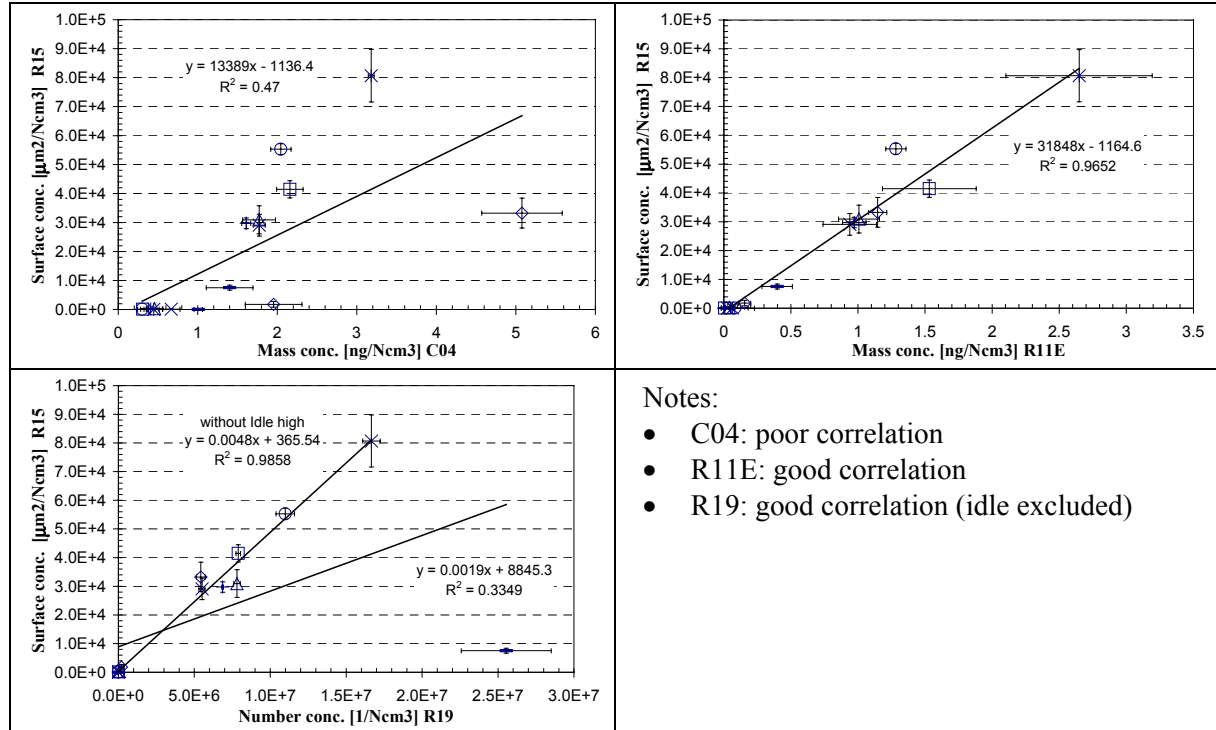 1.0E+5
9.0E+4
8.0E+4
7.0E+4
6.0E+4
5.0E+4
4.0E+4
3.0E+4
2.0E+4
1.0E+4
0.0E+0
Surface conc. [µm2/Ncm3] R15
y = 13389x - 1136.4
R2 = 0.47
0 1 2 3 4 5 6
Mass conc. [ng/Ncm3] C04
1.0E+5
9.0E+4
8.0E+4
7.0E+4
6.0E+4
5.0E+4
4.0E+4
3.0E+4
2.0E+4
1.0E+4
0.0E+0
Surface conc. [µm2/Ncm3] R15
y = 31848x - 1164.6
R2 = 0.9652
0 0.5 1 1.5 2 2.5 3 3.5
Mass conc. [ng/Ncm3] R11E
1.0E+5
9.0E+4
8.0E+4
7.0E+4
6.0E+4
5.0E+4
4.0E+4
3.0E+4
2.0E+4
1.0E+4
0.0E+0
Surface conc. [µm2/Ncm3] R15
without Idle high
y = 0.0048x + 365.54
R2 = 0.9858
y = 0.0019x + 8845.3
R2 = 0.3349
0.0E+0 5.0E+6 1.0E+7 1.5E+7 2.0E+7 2.5E+7 3.0E+7
Number conc. [1/Ncm3] R19
Notes:
• C04: poor correlation
• R11E: good correlation
• R19: good correlation (idle excluded)